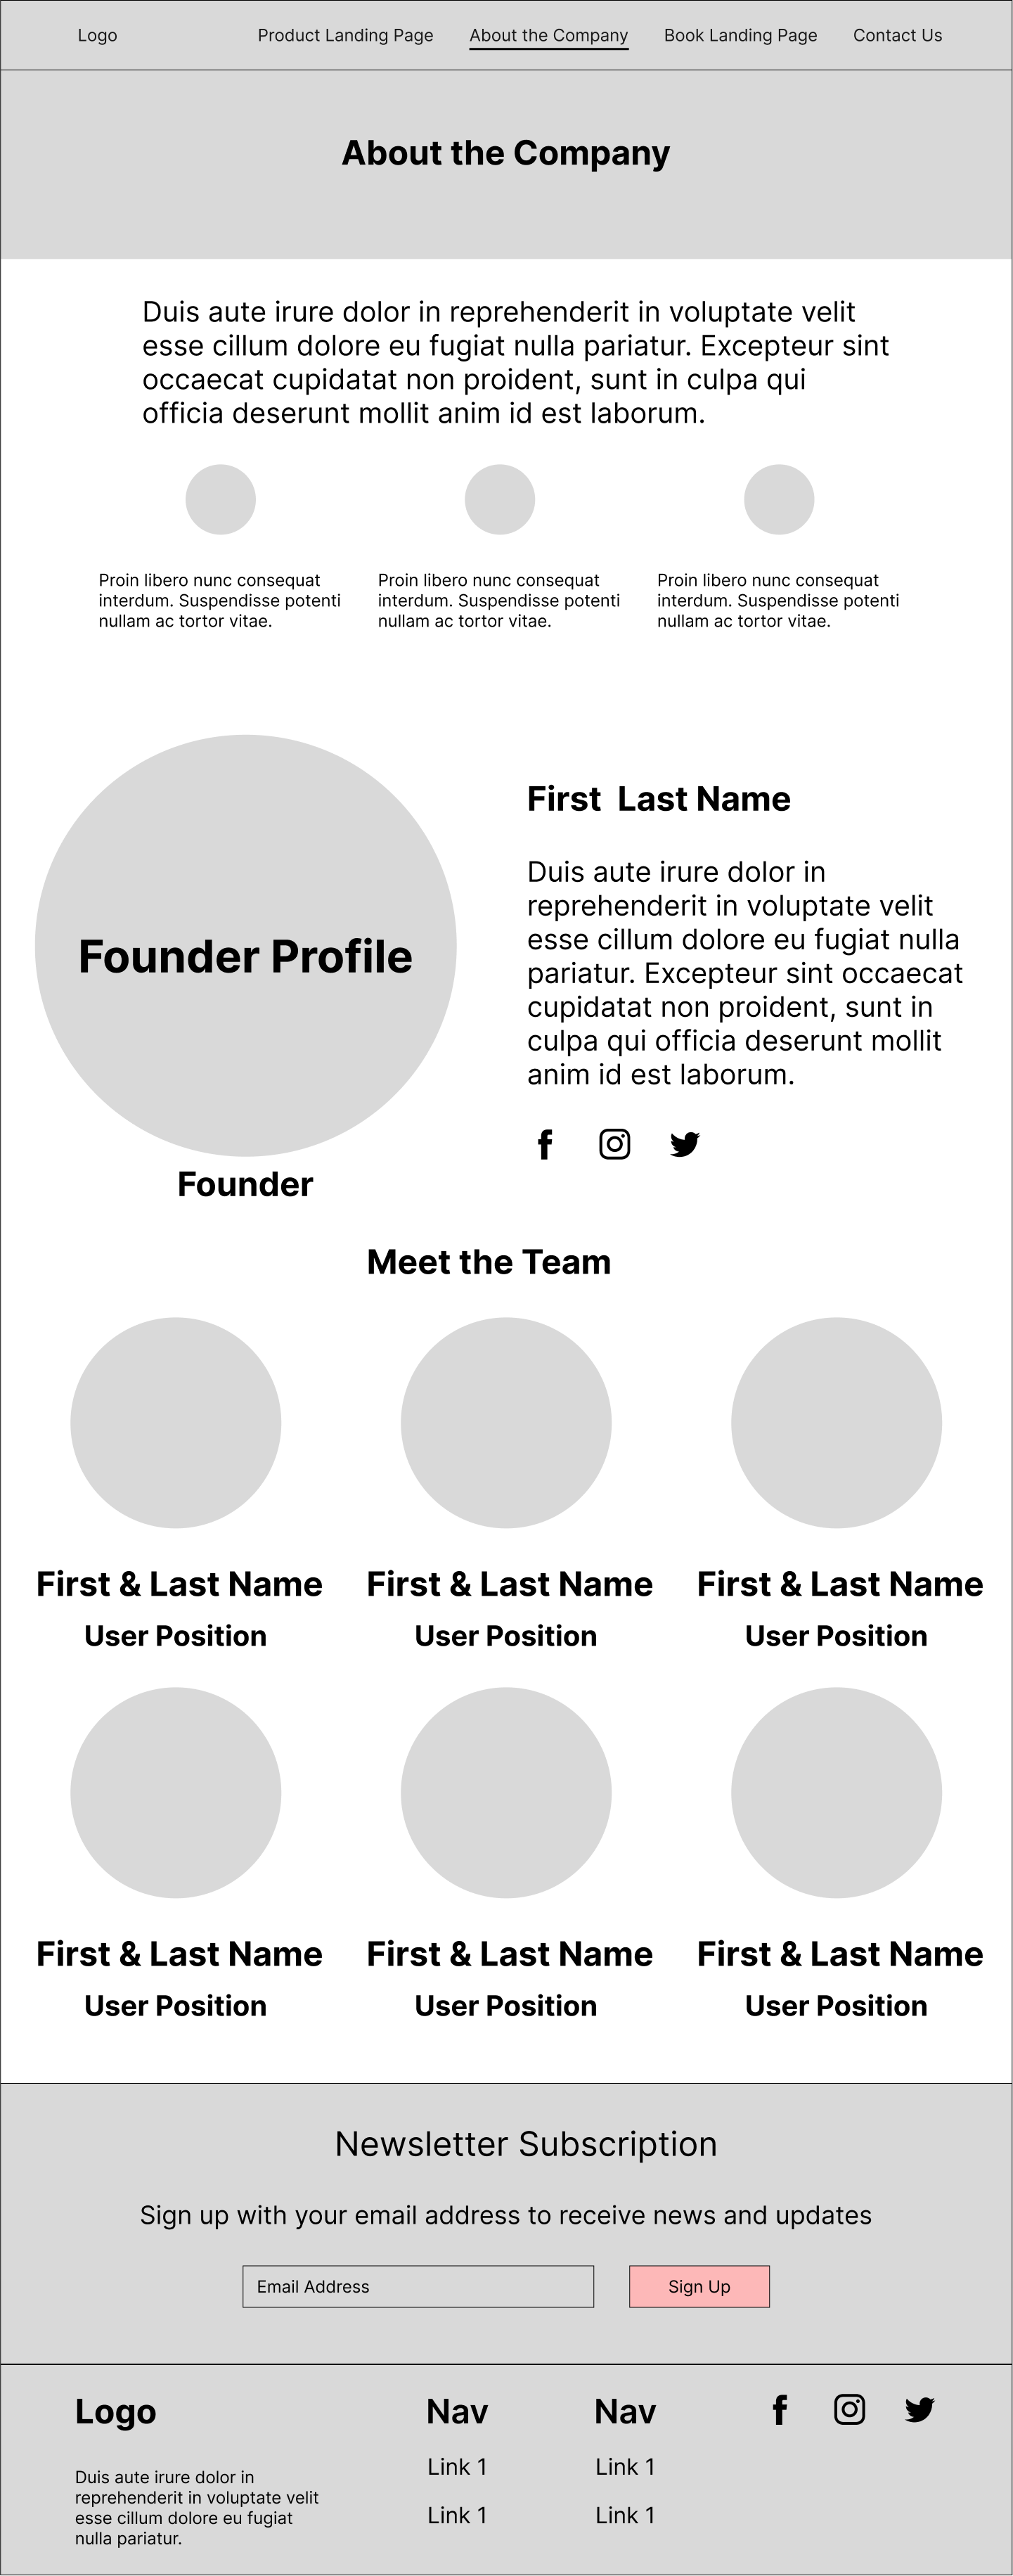 Logo
Product Landing Page
About the Company
Book Landing Page
Contact Us
About the Company
Duis aute irure dolor in reprehenderit in voluptate velit
esse cillum dolore eu fugiat nulla pariatur. Excepteur sint
occaecat cupidatat non proident, sunt in culpa qui
officia deserunt mollit anim id est laborum.
Proin libero nunc consequat
interdum. Suspendisse potenti
nullam ac tortor vitae.
Proin libero nunc consequat
interdum. Suspendisse potenti
nullam ac tortor vitae.
Proin libero nunc consequat
interdum. Suspendisse potenti
nullam ac tortor vitae.
Founder Profile
Founder
First  Last Name
Duis aute irure dolor in
reprehenderit in voluptate velit
esse cillum dolore eu fugiat nulla
pariatur. Excepteur sint occaecat
cupidatat non proident, sunt in
culpa qui officia deserunt mollit
anim id est laborum.
Meet the Team
First & Last Name
User Position
First & Last Name
User Position
First & Last Name
User Position
First & Last Name
User Position
First & Last Name
User Position
First & Last Name
User Position
Newsletter Subscription
Sign up with your email address to receive news and updates
Email Address
Sign Up
Logo
Duis aute irure dolor in
reprehenderit in voluptate velit
esse cillum dolore eu fugiat
nulla pariatur.
Nav
Link 1
Link 1
Nav
Link 1
Link 1